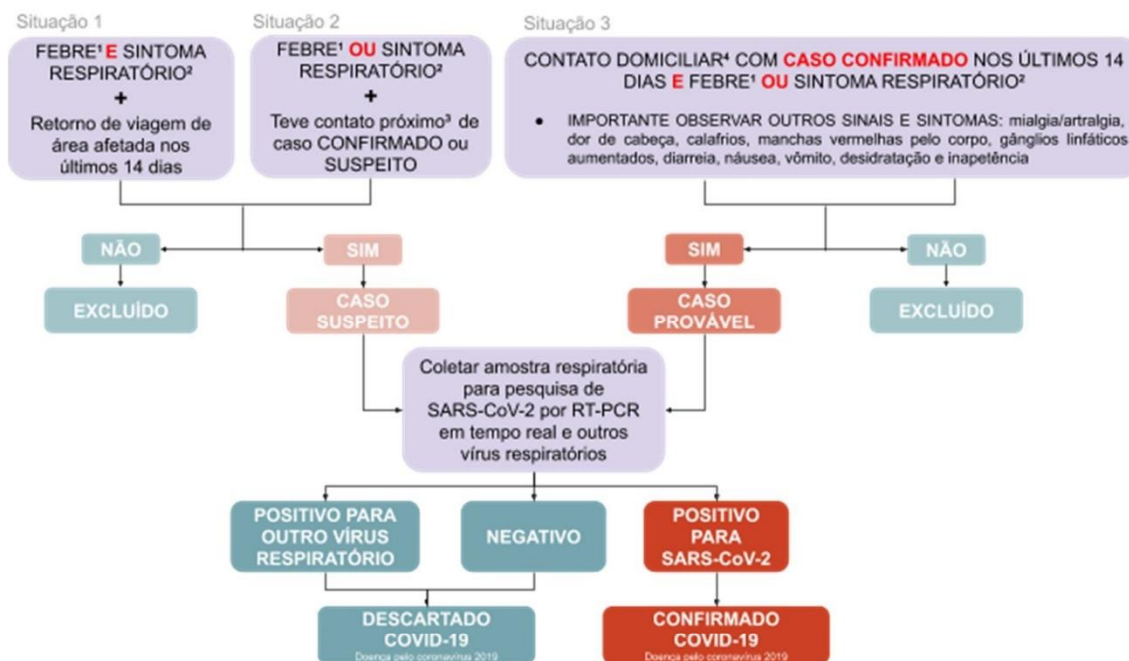 Situação 1
FEBRE¹ E SINTOMA
RESPIRATÓRIO²
+
Retorno de viagem de
área afetada nos
últimos 14 dias
Situação 2
FEBRE¹ OU SINTOMA
RESPIRATÓRIO²
+
Teve contato próximo³ de
caso CONFIRMADO ou
SUSPEITO
Situação 3
CONTATO DOMICILIAR⁴ COM CASO CONFIRMADO NOS ÚLTIMOS 14
DIAS E FEBRE¹ OU SINTOMA RESPIRATÓRIO²
• IMPORTANTE OBSERVAR OUTROS SINAIS E SINTOMAS: mialgia/artralgia,
dor de cabeça, calafrios, manchas vermelhas pelo corpo, gânglios linfáticos
aumentados, diarreia, náusea, vômito, desidratação e inapetência
NÃO
SIM
SIM
NÃO
EXCLUÍDO
CASO
SUSPEITO
CASO
PROVÁVEL
EXCLUÍDO
Coletar amostra respiratória
para pesquisa de
SARS-CoV-2 por RT-PCR
em tempo real e outros
vírus respiratórios
POSITIVO PARA
OUTRO VÍRUS
RESPIRATÓRIO
NEGATIVO
POSITIVO
PARA
SARS-CoV-2
DESCARTADO
COVID-19
Doença pelo coronavírus 2019
CONFIRMADO
COVID-19
Doença pelo coronavírus 2019